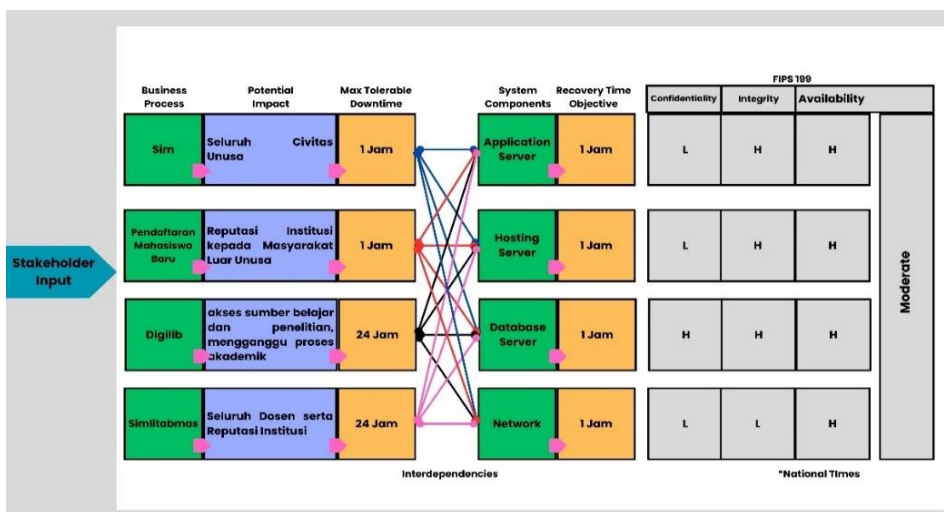 FIPS 199
Business Process
Potential Impact
Max Tolerable Downtime
System Components
Recovery Time Objective
Confidentiality
Integrity
Availability
Stakeholder
Input
Sim
Seluruh Civitas
Unusa
1 Jam
Application
Server
1 Jam
L
H
H
Pendaftaran
Mahasiswa
Baru
Reputasi Institusi
kepada Masyarakat
Luar Unusa
1 Jam
Hosting
Server
1 Jam
L
H
H
Digilib
akses sumber belajar
dan penelitian,
mengganggu proses
akademik
24 Jam
Database
Server
1 Jam
H
H
H
Simlitabmas
Seluruh Dosen serta
Reputasi Institusi
24 Jam
Network
1 Jam
L
L
H
Moderate
Interdependencies
*National TImes